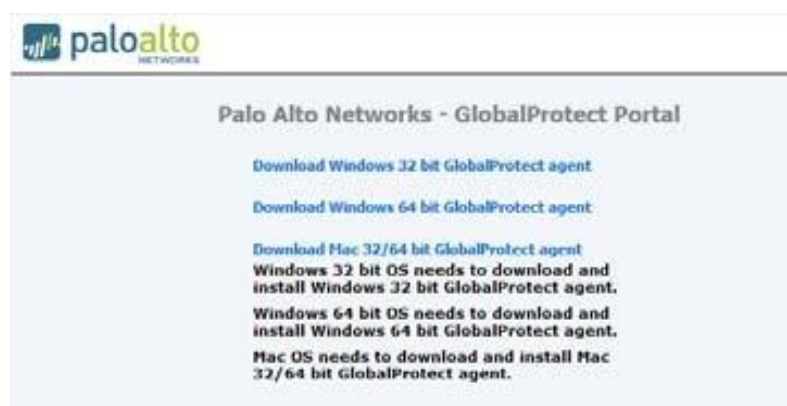 paloalto
NETWORKS
Palo Alto Networks - GlobalProtect Portal
Download Windows 32 bit GlobalProtect agent
Download Windows 64 bit GlobalProtect agent
Download Mac 32/64 bit GlobalProtect agent
Windows 32 bit OS needs to download and
install Windows 32 bit GlobalProtect agent.
Windows 64 bit OS needs to download and
install Windows 64 bit GlobalProtect agent.
Mac OS needs to download and install Mac
32/64 bit GlobalProtect agent.